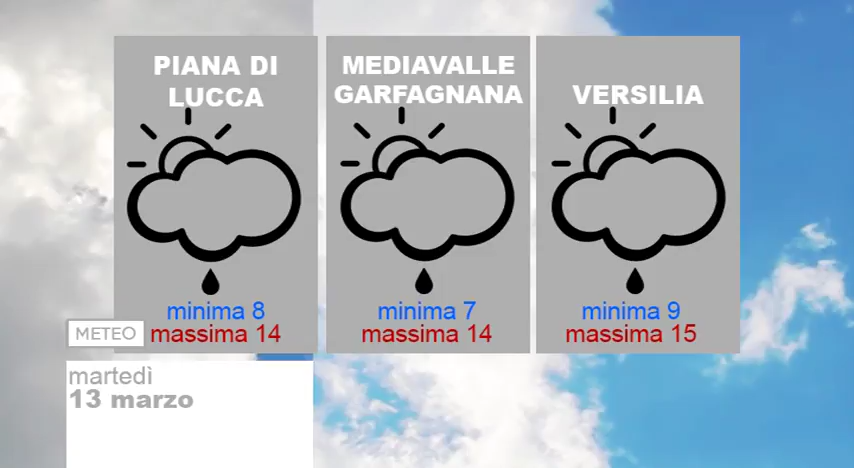 PIANA DI
LUCCA
minima 8
massima 14
MEDIAVALLE
GARFAGNANA
minima 7
massima 14
VERSILIA
minima 9
massima 15
METEO
martedì
13 marzo